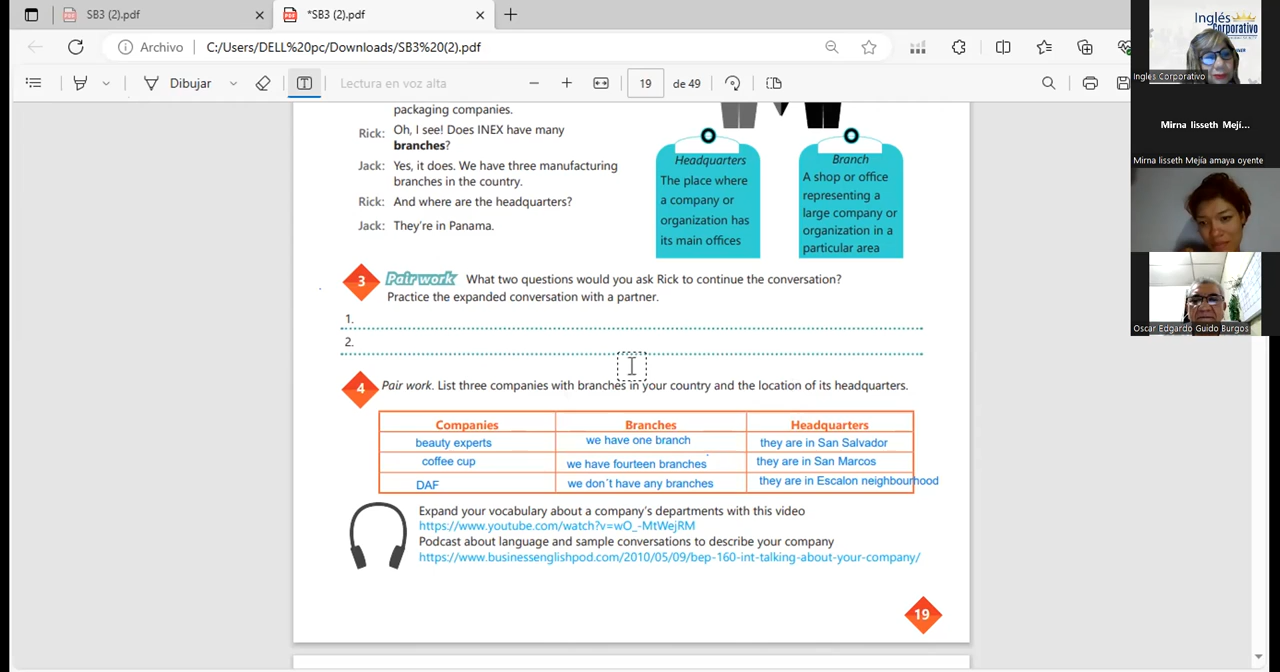 SB3 (2).pdf
*SB3 (2).pdf
Archivo
C:/Users/DELL%20pc/Downloads/SB3%20(2).pdf
Dibujar
Lectura en voz alta
19
de 49
Inglés
Corporativo
Ingles Corporativo
Mirna lisseth Mejí...
Mirna lisseth Mejía amaya oyente
Oscar Edgardo Guido Burgos
packaging companies.
Rick: Oh, I see! Does INEX have many
branches?
Jack: Yes, it does. We have three manufacturing
branches in the country.
Rick: And where are the headquarters?
Jack: They're in Panama.
Headquarters
The place where
a company or
organization has
its main offices
Branch
A shop or office
representing a
large company or
organization in a
particular area
3 Pair work What two questions would you ask Rick to continue the conversation?
Practice the expanded conversation with a partner.
1.
2.
4 Pair work. List three companies with branches in your country and the location of its headquarters.
Companies Branches Headquarters
beauty experts we have one branch they are in San Salvador
coffee cup we have fourteen branches they are in San Marcos
DAF we don´t have any branches they are in Escalon neighbourhood
Expand your vocabulary about a company's departments with this video
https://www.youtube.com/watch?v=wO_-MtWejRM
Podcast about language and sample conversations to describe your company
https://www.businessenglishpod.com/2010/05/09/bep-160-int-talking-about-your-company/
19